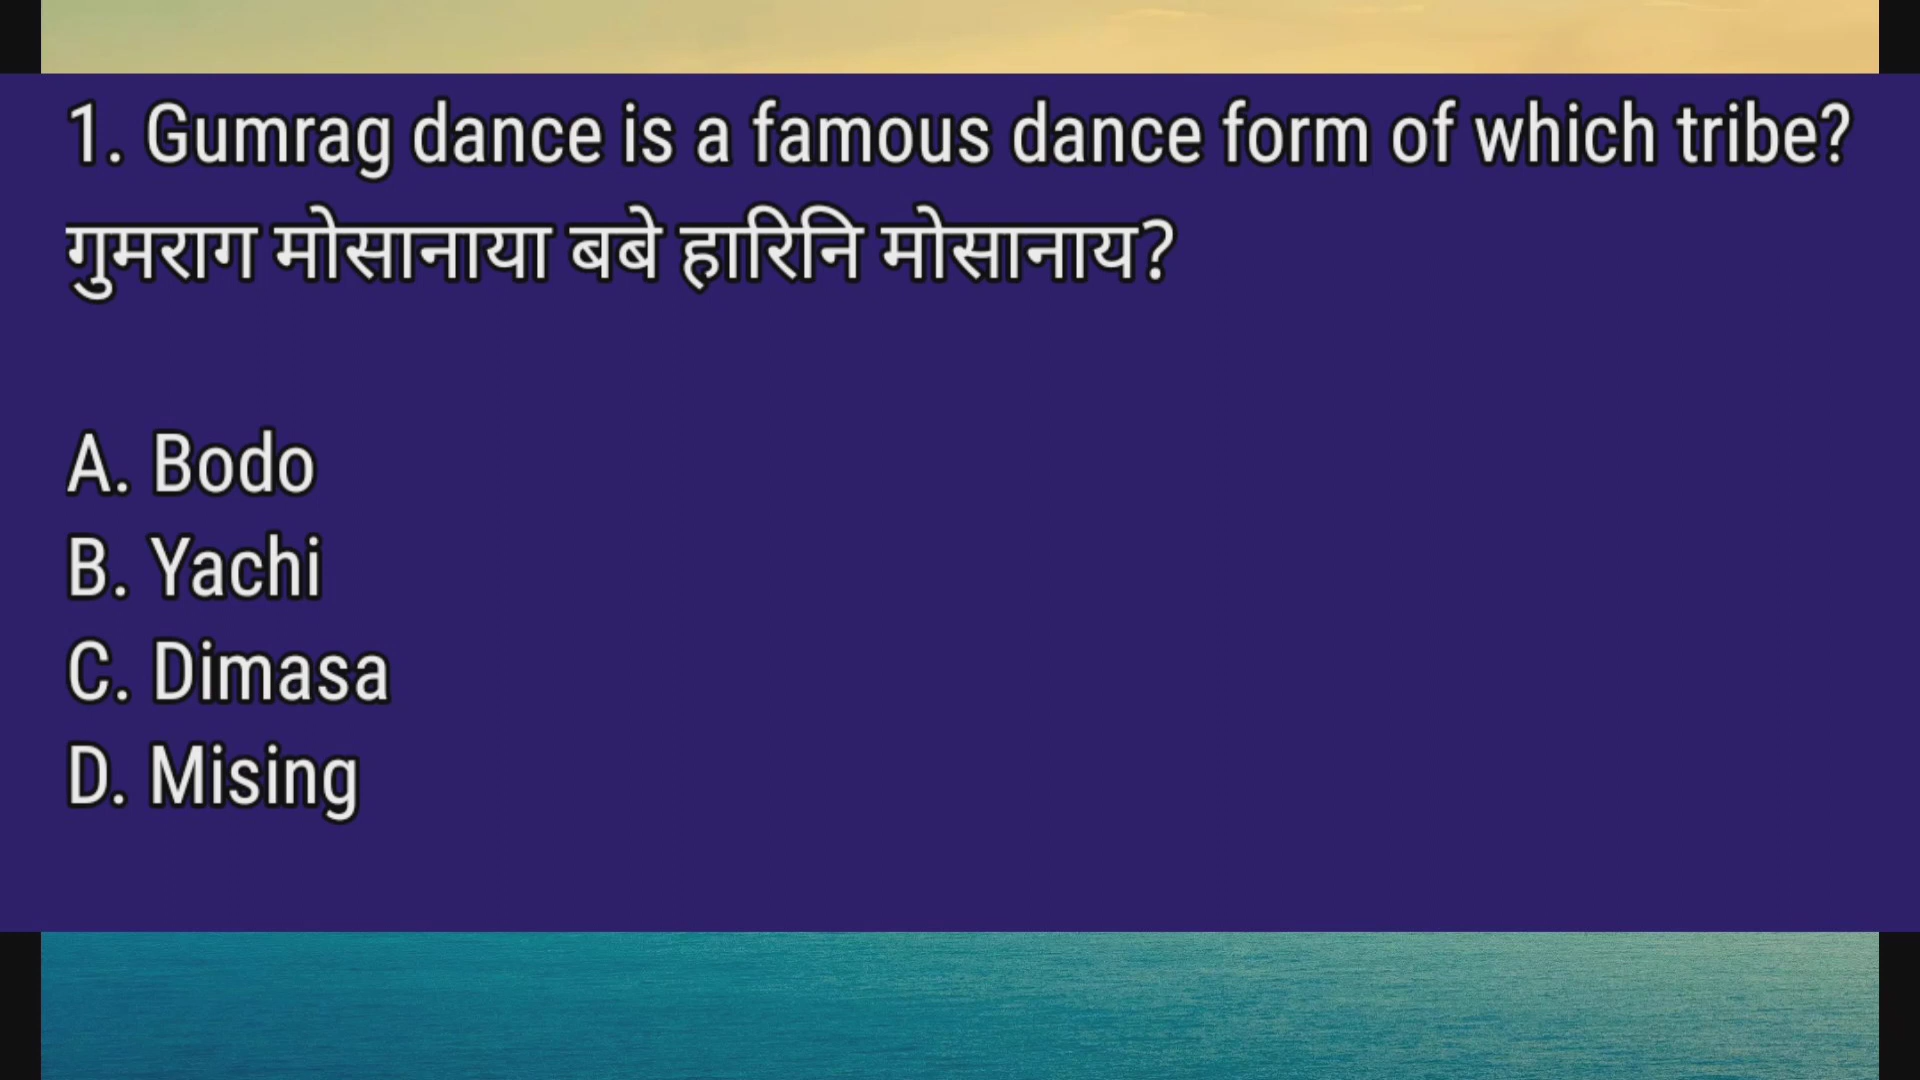 1. Gumrag dance is a famous dance form of which tribe?
गुमराग मोसानाया बबे हारिनि मोसानाय?
A. Bodo
B. Yachi
C. Dimasa
D. Mising